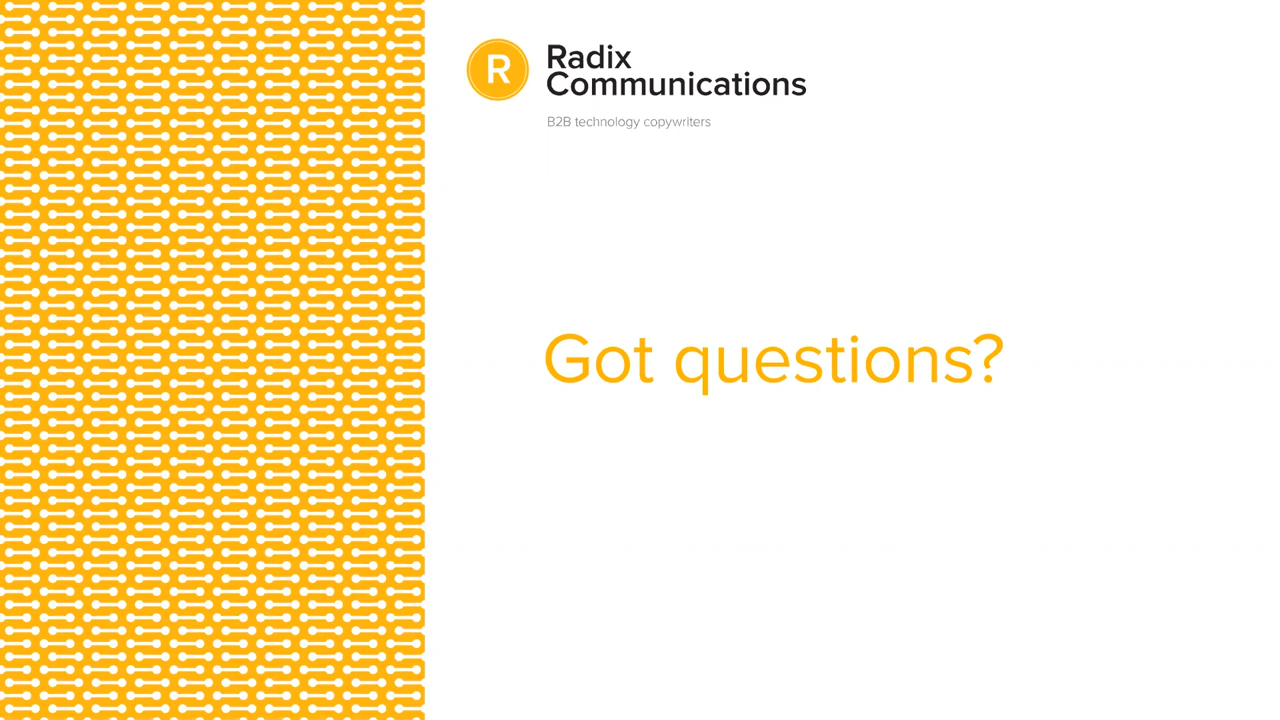 R
Radix
Communications
B2B technology copywriters
Got questions?